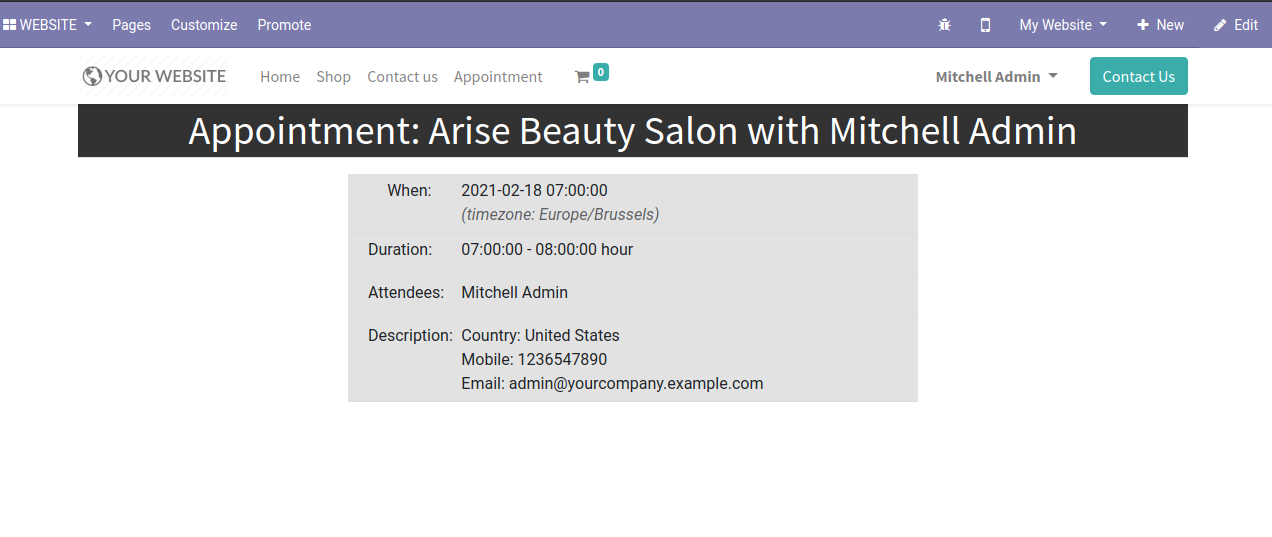 WEBSITE Pages Customize Promote My Website New Edit
YOUR WEBSITE Home Shop Contact us Appointment 0 Mitchell Admin Contact Us
Appointment: Arise Beauty Salon with Mitchell Admin
When: 2021-02-18 07:00:00
(timezone: Europe/Brussels)
Duration: 07:00:00 - 08:00:00 hour
Attendees: Mitchell Admin
Description: Country: United States
Mobile: 1236547890
Email: admin@yourcompany.example.com